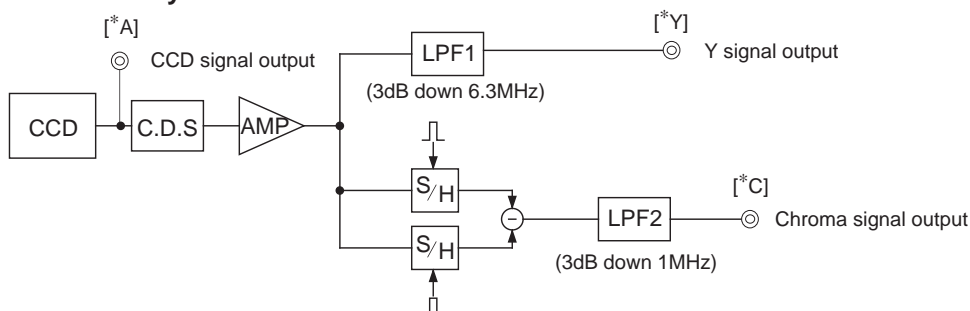 [*A]
CCD signal output
[*Y]
LPF1
Y signal output
(3dB down 6.3MHz)
CCD
C.D.S
AMP
S/H
[*C]
LPF2
Chroma signal output
S/H
(3dB down 1MHz)